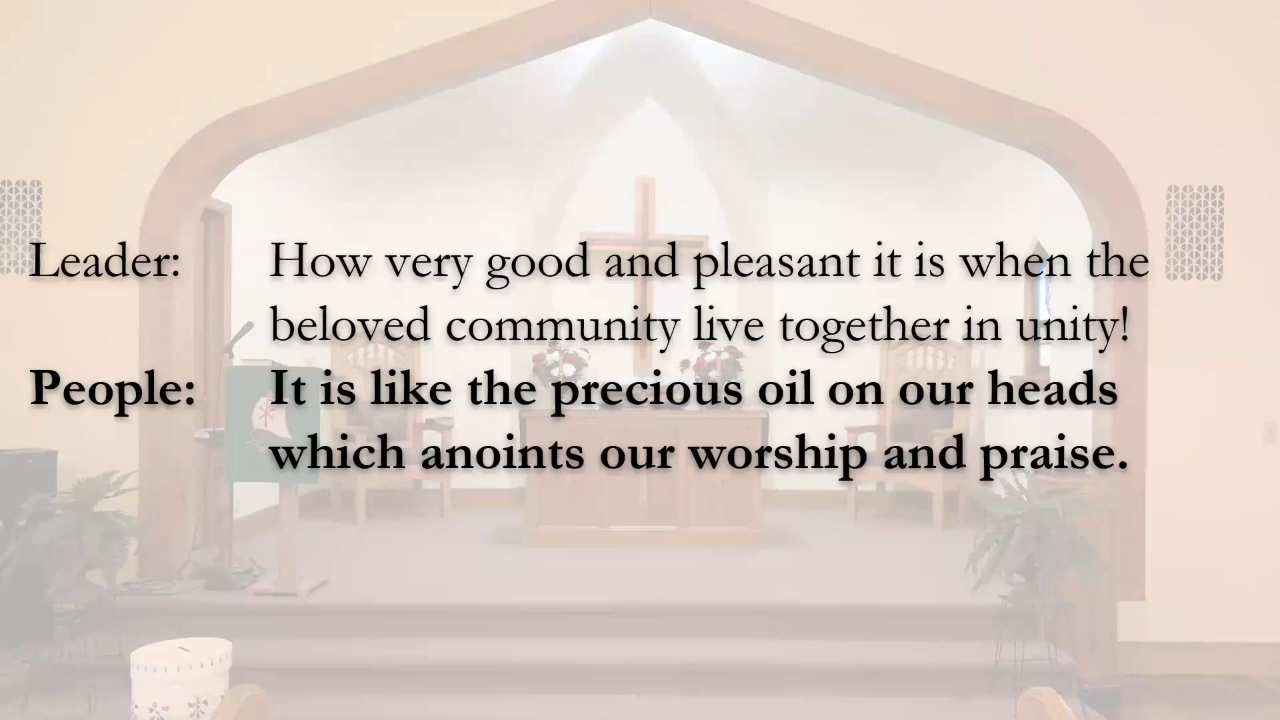 Leader: How very good and pleasant it is when the
beloved community live together in unity!
People: It is like the precious oil on our heads
which anoints our worship and praise.